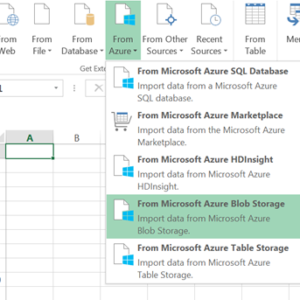 From Web
From File
From Database
From Azure
From Other Sources
Recent Sources
From Table
Get Ext
A
B
From Microsoft Azure SQL Database
Import data from a Microsoft Azure
SQL database.
From Microsoft Azure Marketplace
Import data from the Microsoft Azure
Marketplace.
From Microsoft Azure HDInsight
Import data from Microsoft Azure
HDInsight.
From Microsoft Azure Blob Storage
Import data from Microsoft Azure
Blob Storage.
From Microsoft Azure Table Storage
Import data from Microsoft Azure
Table Storage.